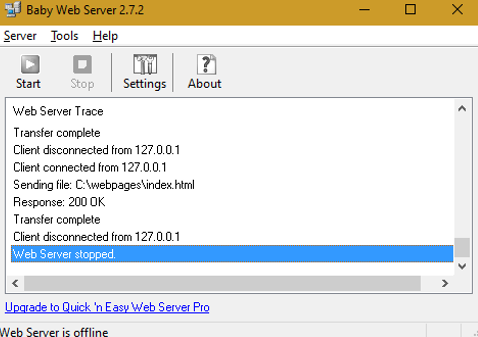 Baby Web Server 2.7.2
Server Tools Help
Start Stop Settings About
Web Server Trace
Transfer complete
Client disconnected from 127.0.0.1
Client connected from 127.0.0.1
Sending file: C:\webpages\index.html
Response: 200 OK
Transfer complete
Client disconnected from 127.0.0.1
Web Server stopped.
Upgrade to Quick 'n Easy Web Server Pro
Web Server is offline